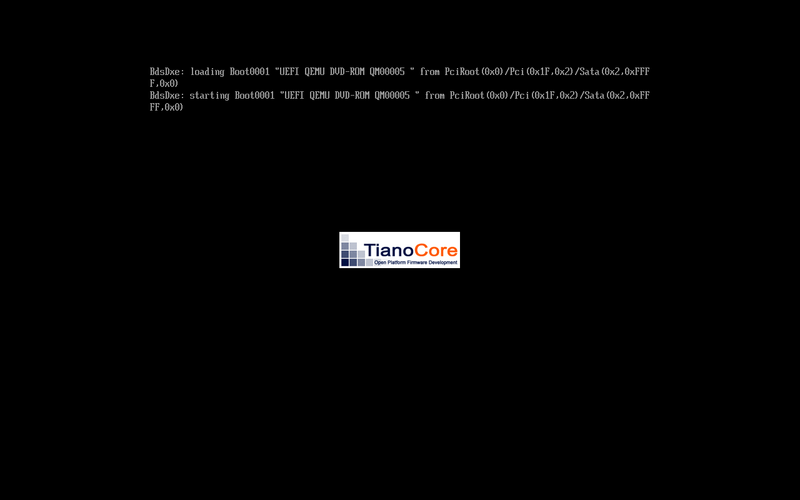 BdsDxe: loading Boot0001 "UEFI QEMU DVD-ROM QM00005 " from PciRoot(0x0)/Pci(0x1F,0x2)/Sata(0x2,0xFFF
F,0x0)
BdsDxe: starting Boot0001 "UEFI QEMU DVD-ROM QM00005 " from PciRoot(0x0)/Pci(0x1F,0x2)/Sata(0x2,0xFF
FF,0x0)
TianoCore
Open Platform Firmware Development